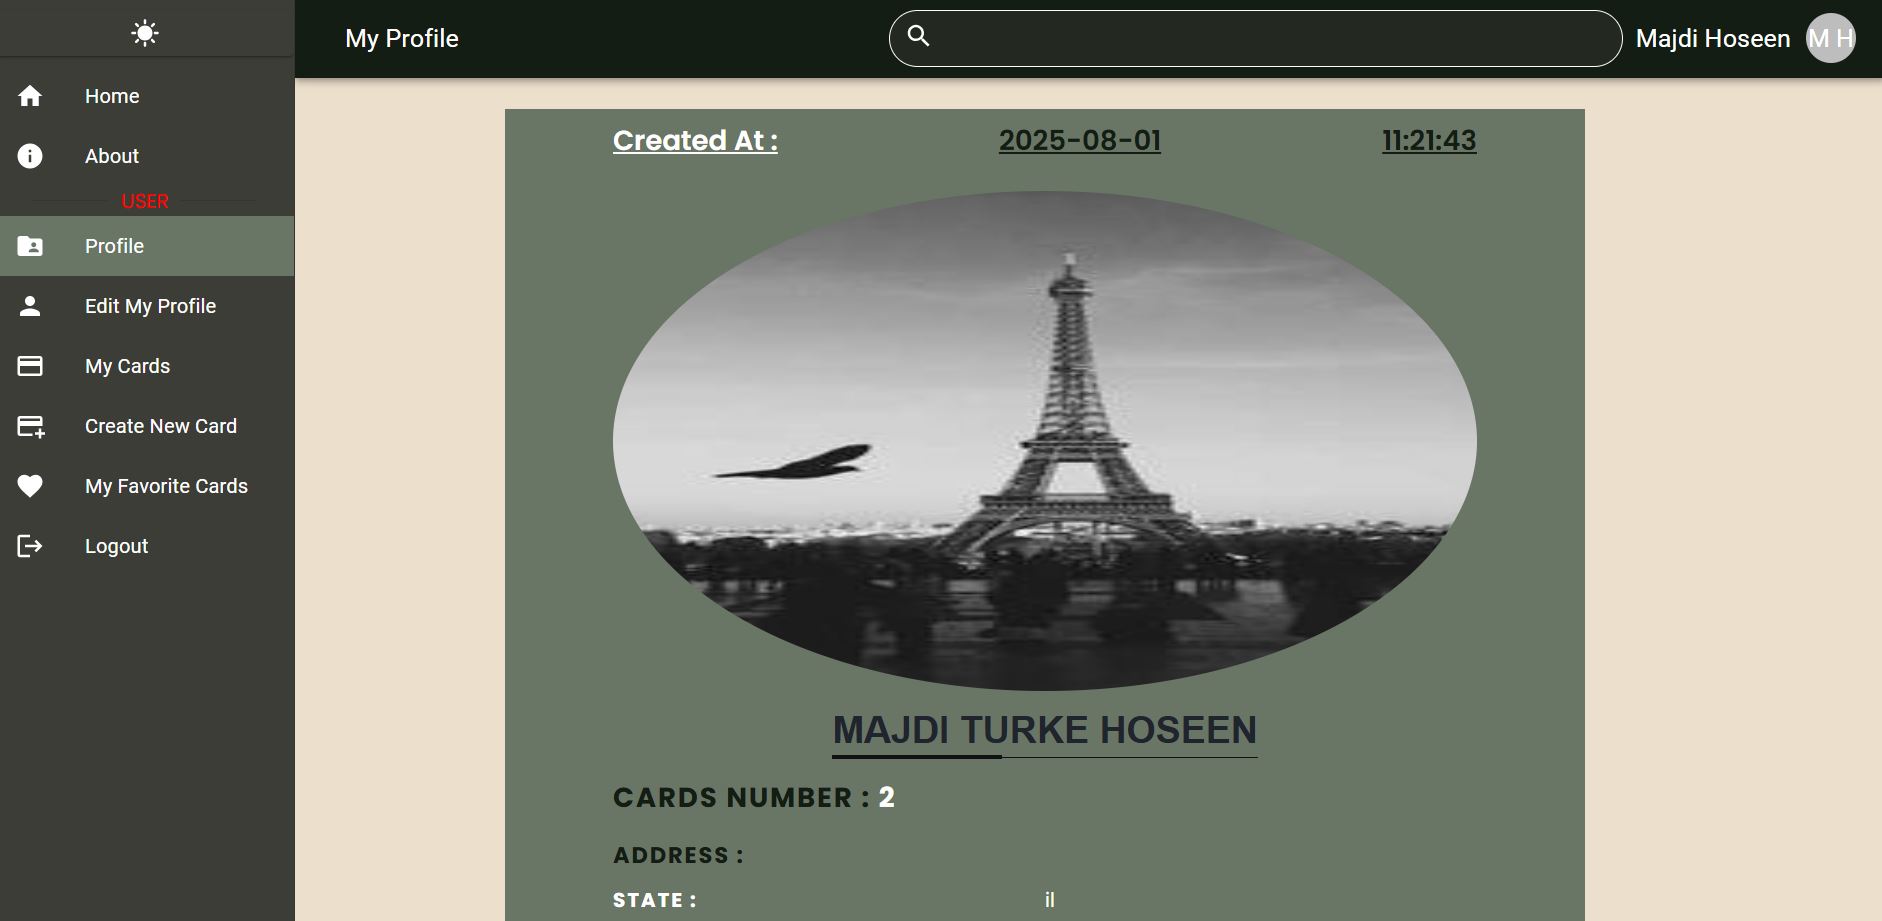 My Profile
Majdi Hoseen
M H
Home
About
USER
Profile
Edit My Profile
My Cards
Create New Card
My Favorite Cards
Logout
Created At : 2025-08-01 11:21:43
MAJDI TURKE HOSEEN
CARDS NUMBER : 2
ADDRESS :
STATE : il